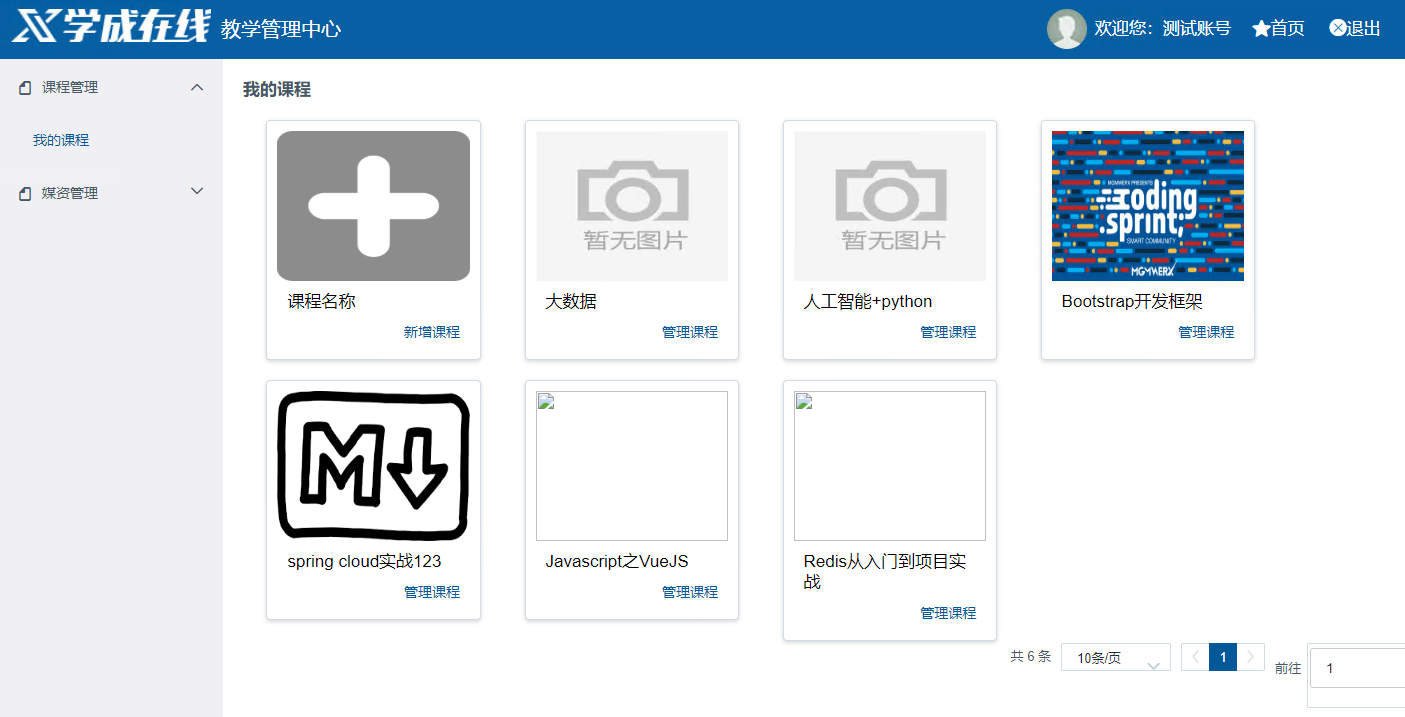 学成在线 教学管理中心
欢迎您：测试账号 首页 退出
课程管理
我的课程
媒资管理
我的课程
课程名称
新增课程
暂无图片
大数据
管理课程
暂无图片
人工智能+python
管理课程
MGMWERX PRESENTS
coding
sprint;
SMART COMMUNITY
MGMWERX
Bootstrap开发框架
管理课程
M
spring cloud实战123
管理课程
Javascript之VueJS
管理课程
Redis从入门到项目实
战
管理课程
共 6 条 10条/页 1 前往 1